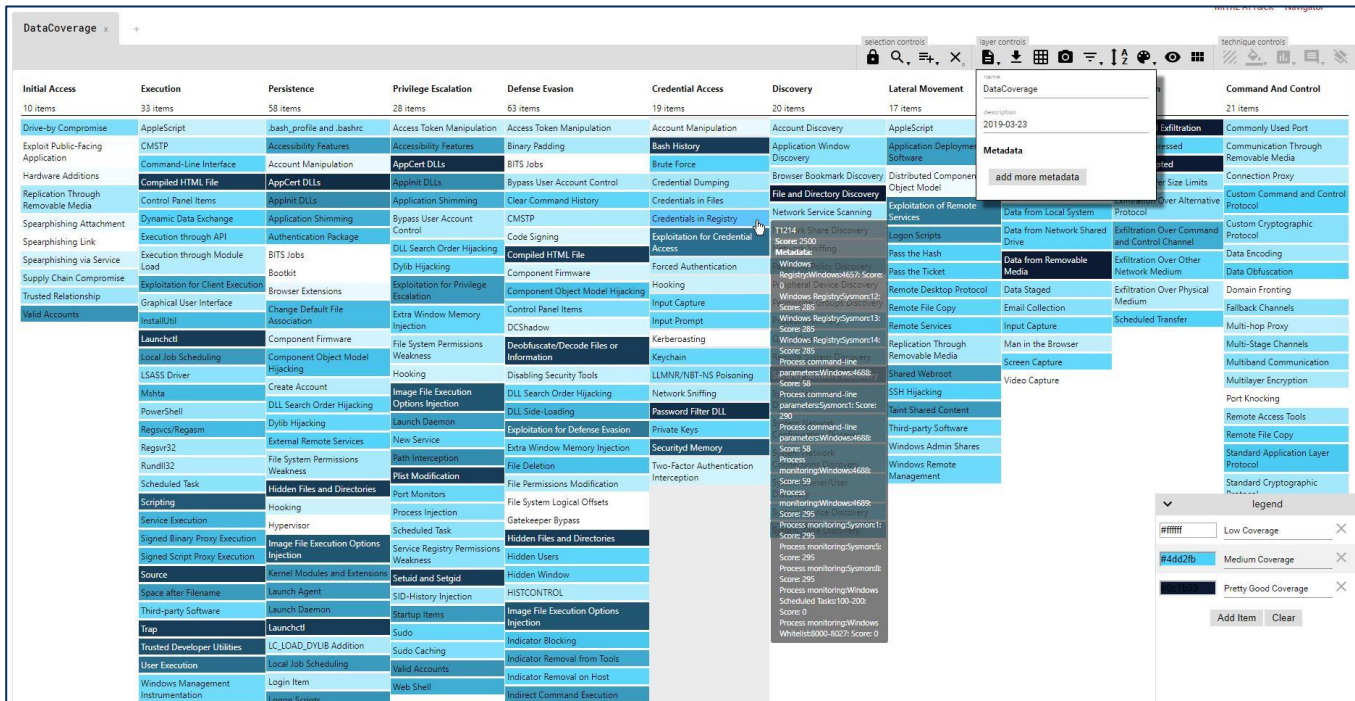 MITRE ATT&CK® Navigator
DataCoverage x +
selection controls
layer controls
technique controls
name
DataCoverage
description
2019-03-23
Metadata
add more metadata
Initial Access
10 items
Drive-by Compromise
Exploit Public-Facing
Application
Hardware Additions
Replication Through
Removable Media
Spearphishing Attachment
Spearphishing Link
Spearphishing via Service
Supply Chain Compromise
Trusted Relationship
Valid Accounts
Execution
33 items
AppleScript
CMSTP
Command-Line Interface
Compiled HTML File
Control Panel Items
Dynamic Data Exchange
Execution through API
Execution through Module
Load
Exploitation for Client Execution
Graphical User Interface
InstallUtil
Launchctl
Local Job Scheduling
LSASS Driver
Mshta
PowerShell
Regsvcs/Regasm
Regsvr32
Rundll32
Scheduled Task
Scripting
Service Execution
Signed Binary Proxy Execution
Signed Script Proxy Execution
Source
Space after Filename
Third-party Software
Trap
Trusted Developer Utilities
User Execution
Windows Management
Instrumentation
Persistence
58 items
.bash_profile and .bashrc
Accessibility Features
Account Manipulation
AppCert DLLs
AppInit DLLs
Application Shimming
Authentication Package
BITS Jobs
Bootkit
Browser Extensions
Change Default File
Association
Component Firmware
Component Object Model
Hijacking
Create Account
DLL Search Order Hijacking
Dylib Hijacking
External Remote Services
File System Permissions
Weakness
Hidden Files and Directories
Hooking
Hypervisor
Image File Execution Options
Injection
Kernel Modules and Extensions
Launch Agent
Launch Daemon
Launchctl
LC_LOAD_DYLIB Addition
Local Job Scheduling
Login Item
Logon Scripts
Privilege Escalation
28 items
Access Token Manipulation
Accessibility Features
AppCert DLLs
AppInit DLLs
Application Shimming
Bypass User Account
Control
DLL Search Order Hijacking
Dylib Hijacking
Exploitation for Privilege
Escalation
Extra Window Memory
Injection
File System Permissions
Weakness
Hooking
Image File Execution
Options Injection
Launch Daemon
New Service
Path Interception
Plist Modification
Port Monitors
Process Injection
Scheduled Task
Service Registry Permissions
Weakness
Setuid and Setgid
SID-History Injection
Startup Items
Sudo
Sudo Caching
Valid Accounts
Web Shell
Defense Evasion
63 items
Access Token Manipulation
Binary Padding
BITS Jobs
Bypass User Account Control
Clear Command History
CMSTP
Code Signing
Compiled HTML File
Component Firmware
Component Object Model Hijacking
Control Panel Items
DCShadow
Deobfuscate/Decode Files or
Information
Disabling Security Tools
DLL Search Order Hijacking
DLL Side-Loading
Exploitation for Defense Evasion
Extra Window Memory Injection
File Deletion
File Permissions Modification
File System Logical Offsets
Gatekeeper Bypass
Hidden Files and Directories
Hidden Users
Hidden Window
HISTCONTROL
Image File Execution Options
Injection
Indicator Blocking
Indicator Removal from Tools
Indicator Removal on Host
Indirect Command Execution
Credential Access
19 items
Account Manipulation
Bash History
Brute Force
Credential Dumping
Credentials in Files
Credentials in Registry
Exploitation for Credential
Access
Forced Authentication
Hooking
Input Capture
Input Prompt
Kerberoasting
Keychain
LLMNR/NBT-NS Poisoning
Network Sniffing
Password Filter DLL
Private Keys
Securityd Memory
Two-Factor Authentication
Interception
Discovery
20 items
Account Discovery
Application Window
Discovery
Browser Bookmark Discovery
File and Directory Discovery
Network Service Scanning
T1214
Score: 2500
Metadata:
Windows
Registry:Windows:4657: Score:
0
Windows Registry:Sysmon:12:
Score: 285
Windows Registry:Sysmon:13:
Score: 285
Windows Registry:Sysmon:14:
Score: 285
Process command-line
parameters:Windows:4688:
Score: 58
Process command-line
parameters:Sysmon:1: Score:
290
Process command-line
parameters:Windows:4688:
Score: 58
Process
monitoring:Windows:4688:
Score: 59
Process
monitoring:Windows:4689:
Score: 295
Process monitoring:Sysmon:1:
Score: 295
Process monitoring:Sysmon:5:
Score: 295
Process monitoring:Sysmon:8:
Score: 295
Process monitoring:Windows
Scheduled Tasks:100-200:
Score: 0
Process monitoring:Windows
Whitelist:8000-8027: Score: 0
Lateral Movement
17 items
AppleScript
Application Deployme
Software
Distributed Componen
Object Model
Exploitation of Remote
Services
Logon Scripts
Pass the Hash
Pass the Ticket
Remote Desktop Protocol
Remote File Copy
Remote Services
Replication Through
Removable Media
Shared Webroot
SSH Hijacking
Taint Shared Content
Third-party Software
Windows Admin Shares
Windows Remote
Management
Data from Local System
Data from Network Shared
Drive
Data from Removable
Media
Data Staged
Email Collection
Input Capture
Man in the Browser
Screen Capture
Video Capture
Exfiltration
er Size Limits
Exfiltration Over Alternative
Protocol
Exfiltration Over Command
and Control Channel
Exfiltration Over Other
Network Medium
Exfiltration Over Physical
Medium
Scheduled Transfer
Command And Control
21 items
Commonly Used Port
Communication Through
Removable Media
Connection Proxy
Custom Command and Control
Protocol
Custom Cryptographic
Protocol
Data Encoding
Data Obfuscation
Domain Fronting
Fallback Channels
Multi-hop Proxy
Multi-Stage Channels
Multiband Communication
Multilayer Encryption
Port Knocking
Remote Access Tools
Remote File Copy
Standard Application Layer
Protocol
Standard Cryptographic
legend
#ffffff Low Coverage
#4dd2fb Medium Coverage
Pretty Good Coverage
Add Item Clear